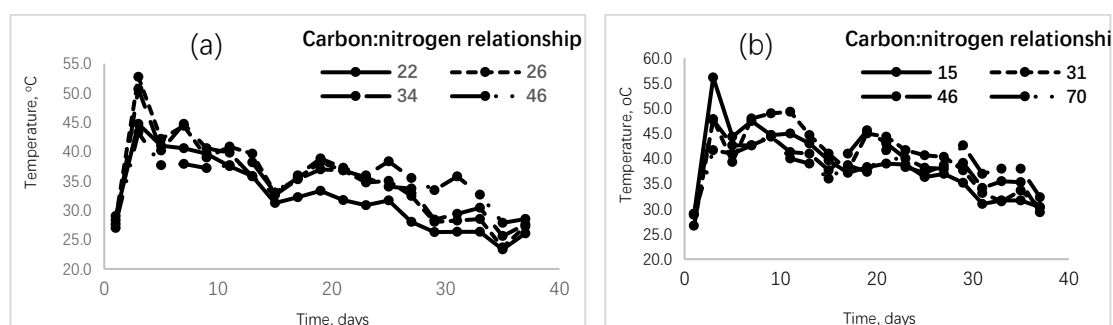 (a) Carbon:nitrogen relationship
22 26
34 46
Temperature, °C
55.0
50.0
45.0
40.0
35.0
30.0
25.0
20.0
0 10 20 30 40
Time, days
(b) Carbon:nitrogen relationshi
15 31
46 70
Temperature, oC
60.0
55.0
50.0
45.0
40.0
35.0
30.0
25.0
20.0
0 10 20 30 40
Time, days